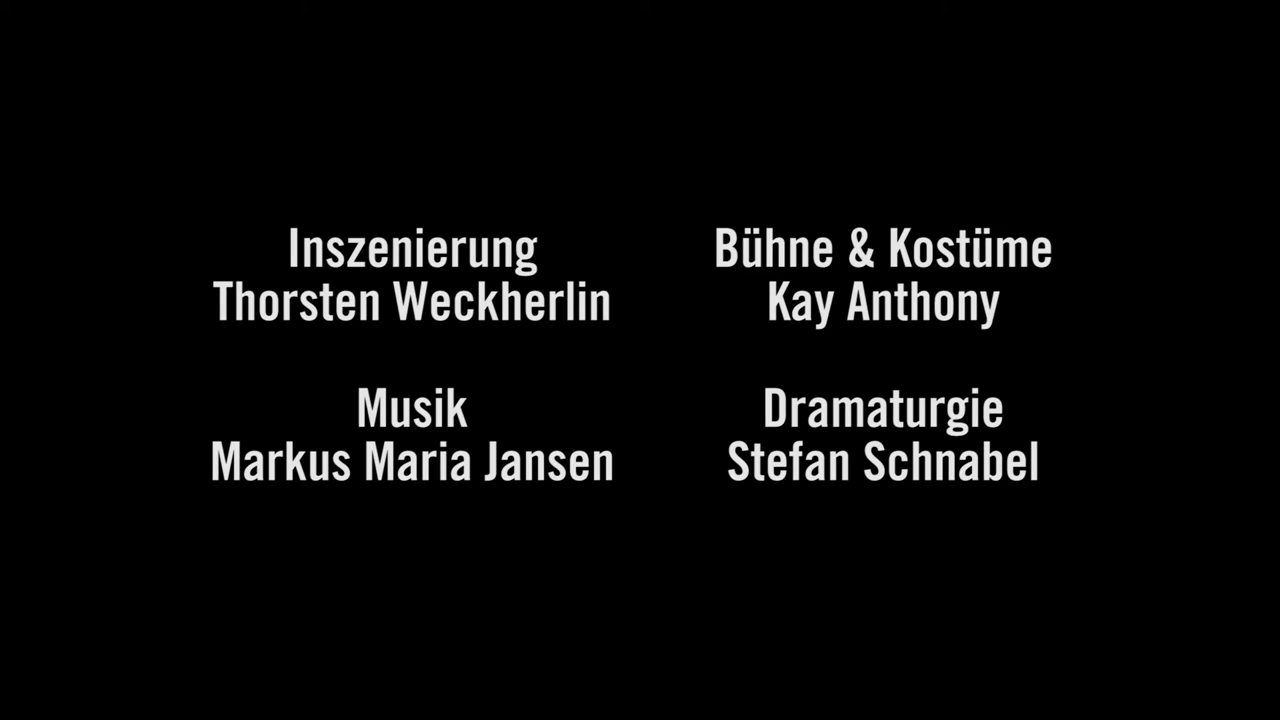 Inszenierung
Thorsten Weckherlin
Bühne & Kostüme
Kay Anthony
Musik
Markus Maria Jansen
Dramaturgie
Stefan Schnabel